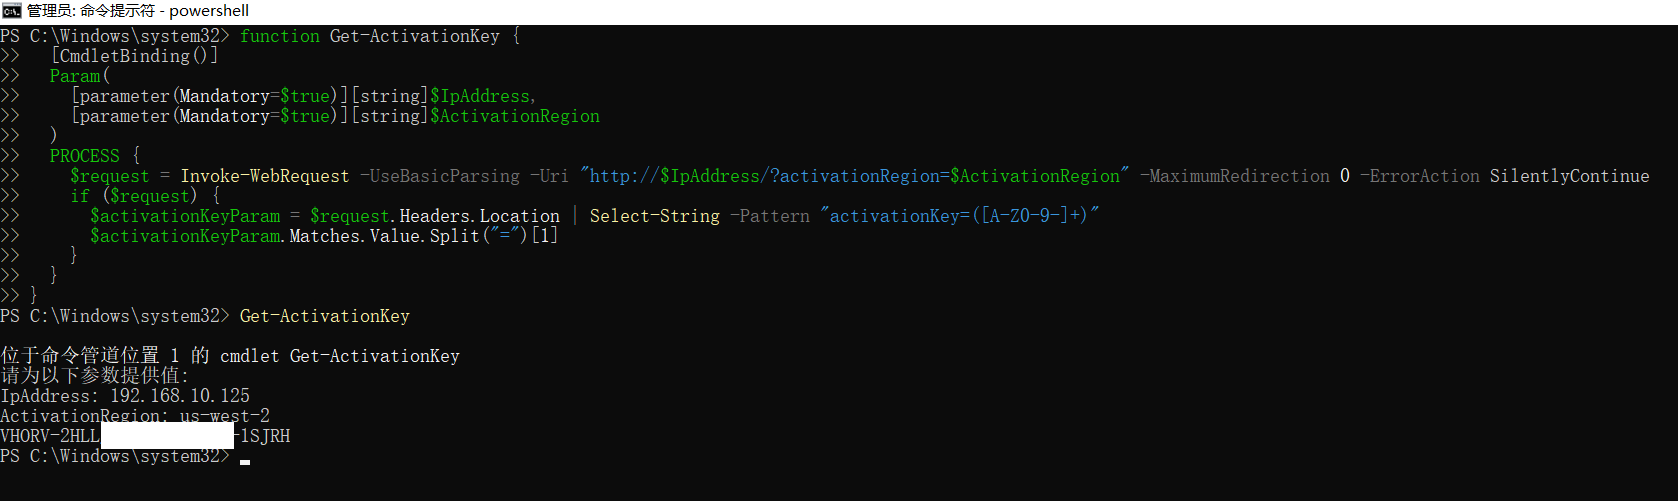 管理员: 命令提示符 - powershell
PS C:\Windows\system32> function Get-ActivationKey {
>>   [CmdletBinding()]
>>   Param(
>>     [parameter(Mandatory=$true)][string]$IpAddress,
>>     [parameter(Mandatory=$true)][string]$ActivationRegion
>>   )
>>   PROCESS {
>>     $request = Invoke-WebRequest -UseBasicParsing -Uri "http://$IpAddress/?activationRegion=$ActivationRegion" -MaximumRedirection 0 -ErrorAction SilentlyContinue
>>     if ($request) {
>>       $activationKeyParam = $request.Headers.Location | Select-String -Pattern "activationKey=([A-Z0-9-]+)"
>>       $activationKeyParam.Matches.Value.Split("=")[1]
>>     }
>>   }
>> }
PS C:\Windows\system32> Get-ActivationKey
位于命令管道位置 1 的 cmdlet Get-ActivationKey
请为以下参数提供值:
IpAddress: 192.168.10.125
ActivationRegion: us-west-2
VHORV-2HLL -1SJRH
PS C:\Windows\system32>